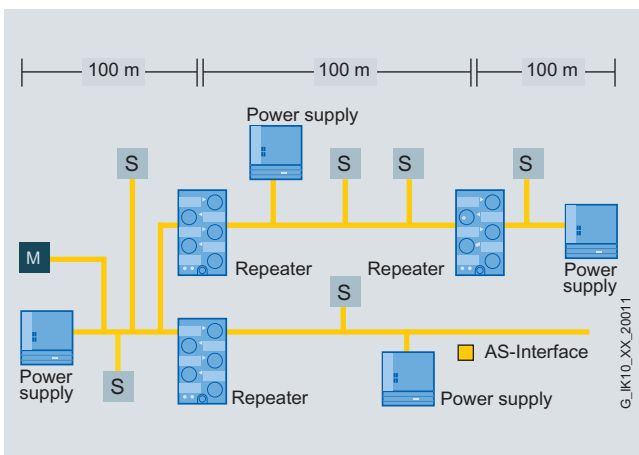 100 m
100 m
100 m
Power supply
S
S
S
S
M
Repeater
Repeater
Power
supply
S
AS-Interface
Power
supply
S
Repeater
Power supply
G_IK10_XX_20011